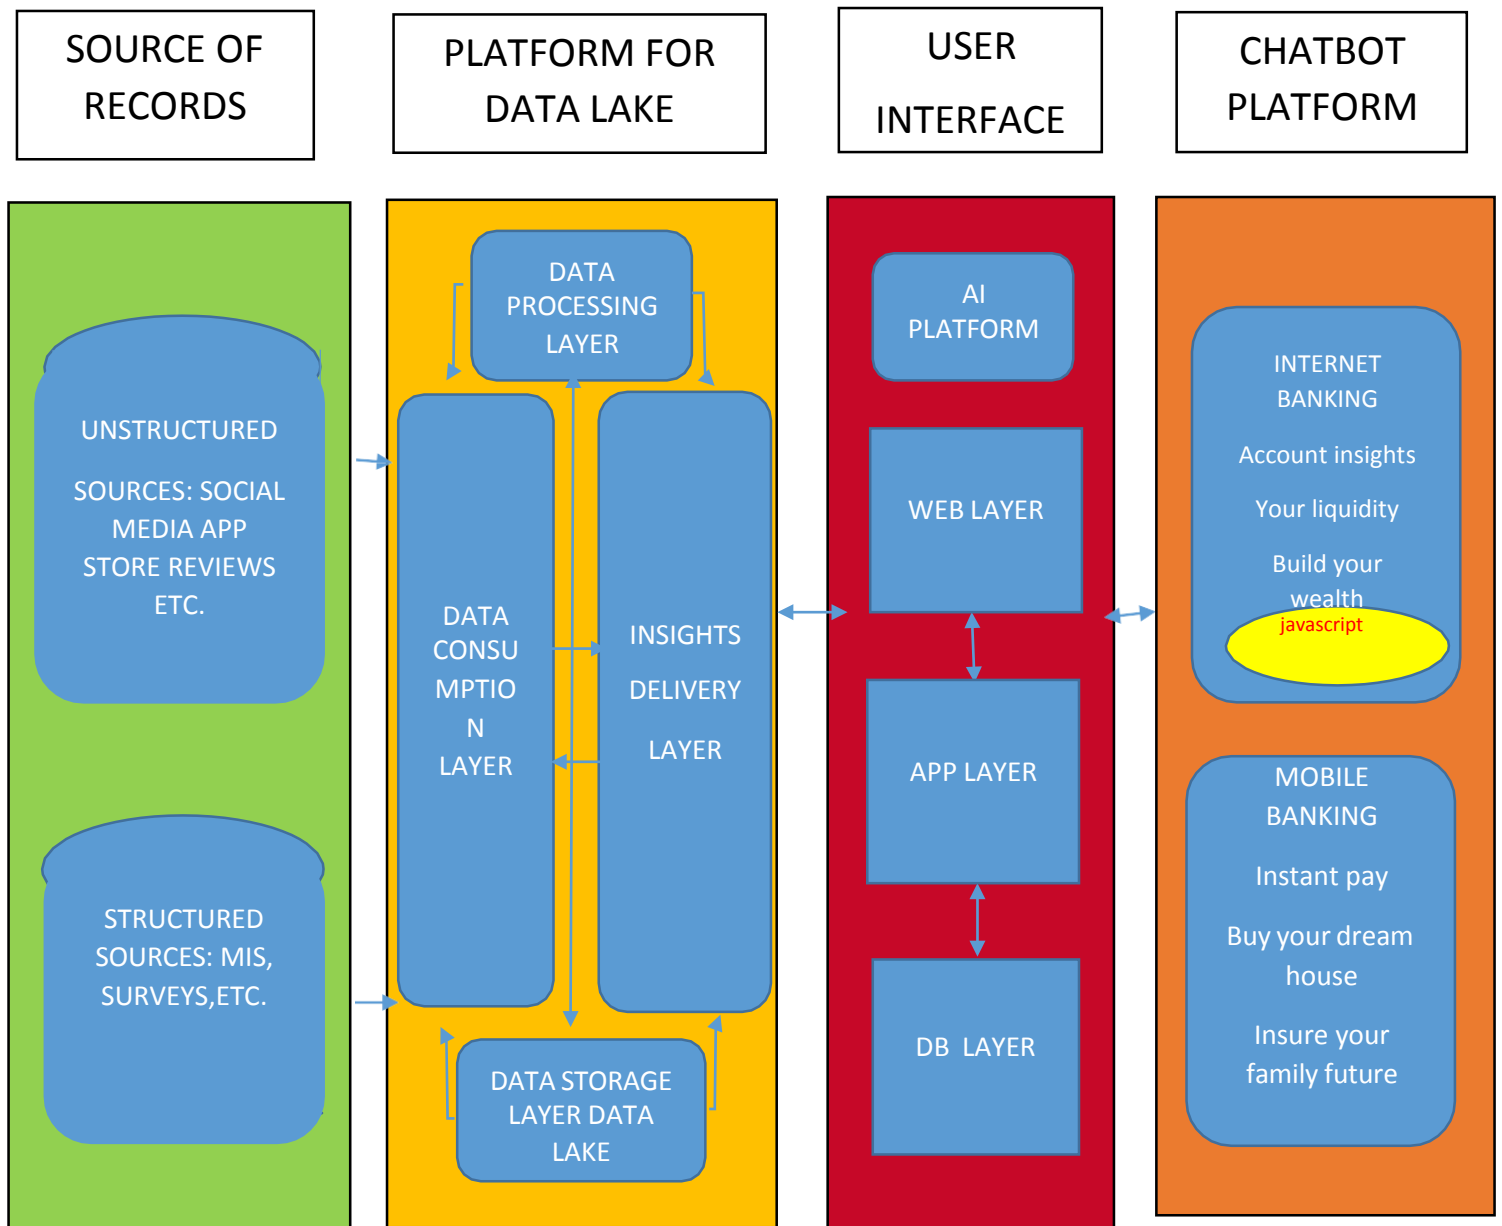 SOURCE OF
RECORDS
PLATFORM FOR
DATA LAKE
USER
INTERFACE
CHATBOT
PLATFORM
UNSTRUCTURED
SOURCES: SOCIAL
MEDIA APP
STORE REVIEWS
ETC.
STRUCTURED
SOURCES: MIS,
SURVEYS,ETC.
DATA
PROCESSING
LAYER
DATA
CONSU
MPTIO
N
LAYER
INSIGHTS
DELIVERY
LAYER
DATA STORAGE
LAYER DATA
LAKE
AI
PLATFORM
WEB LAYER
APP LAYER
DB LAYER
INTERNET
BANKING
Account insights
Your liquidity
Build your
wealth
javascript
MOBILE
BANKING
Instant pay
Buy your dream
house
Insure your
family future